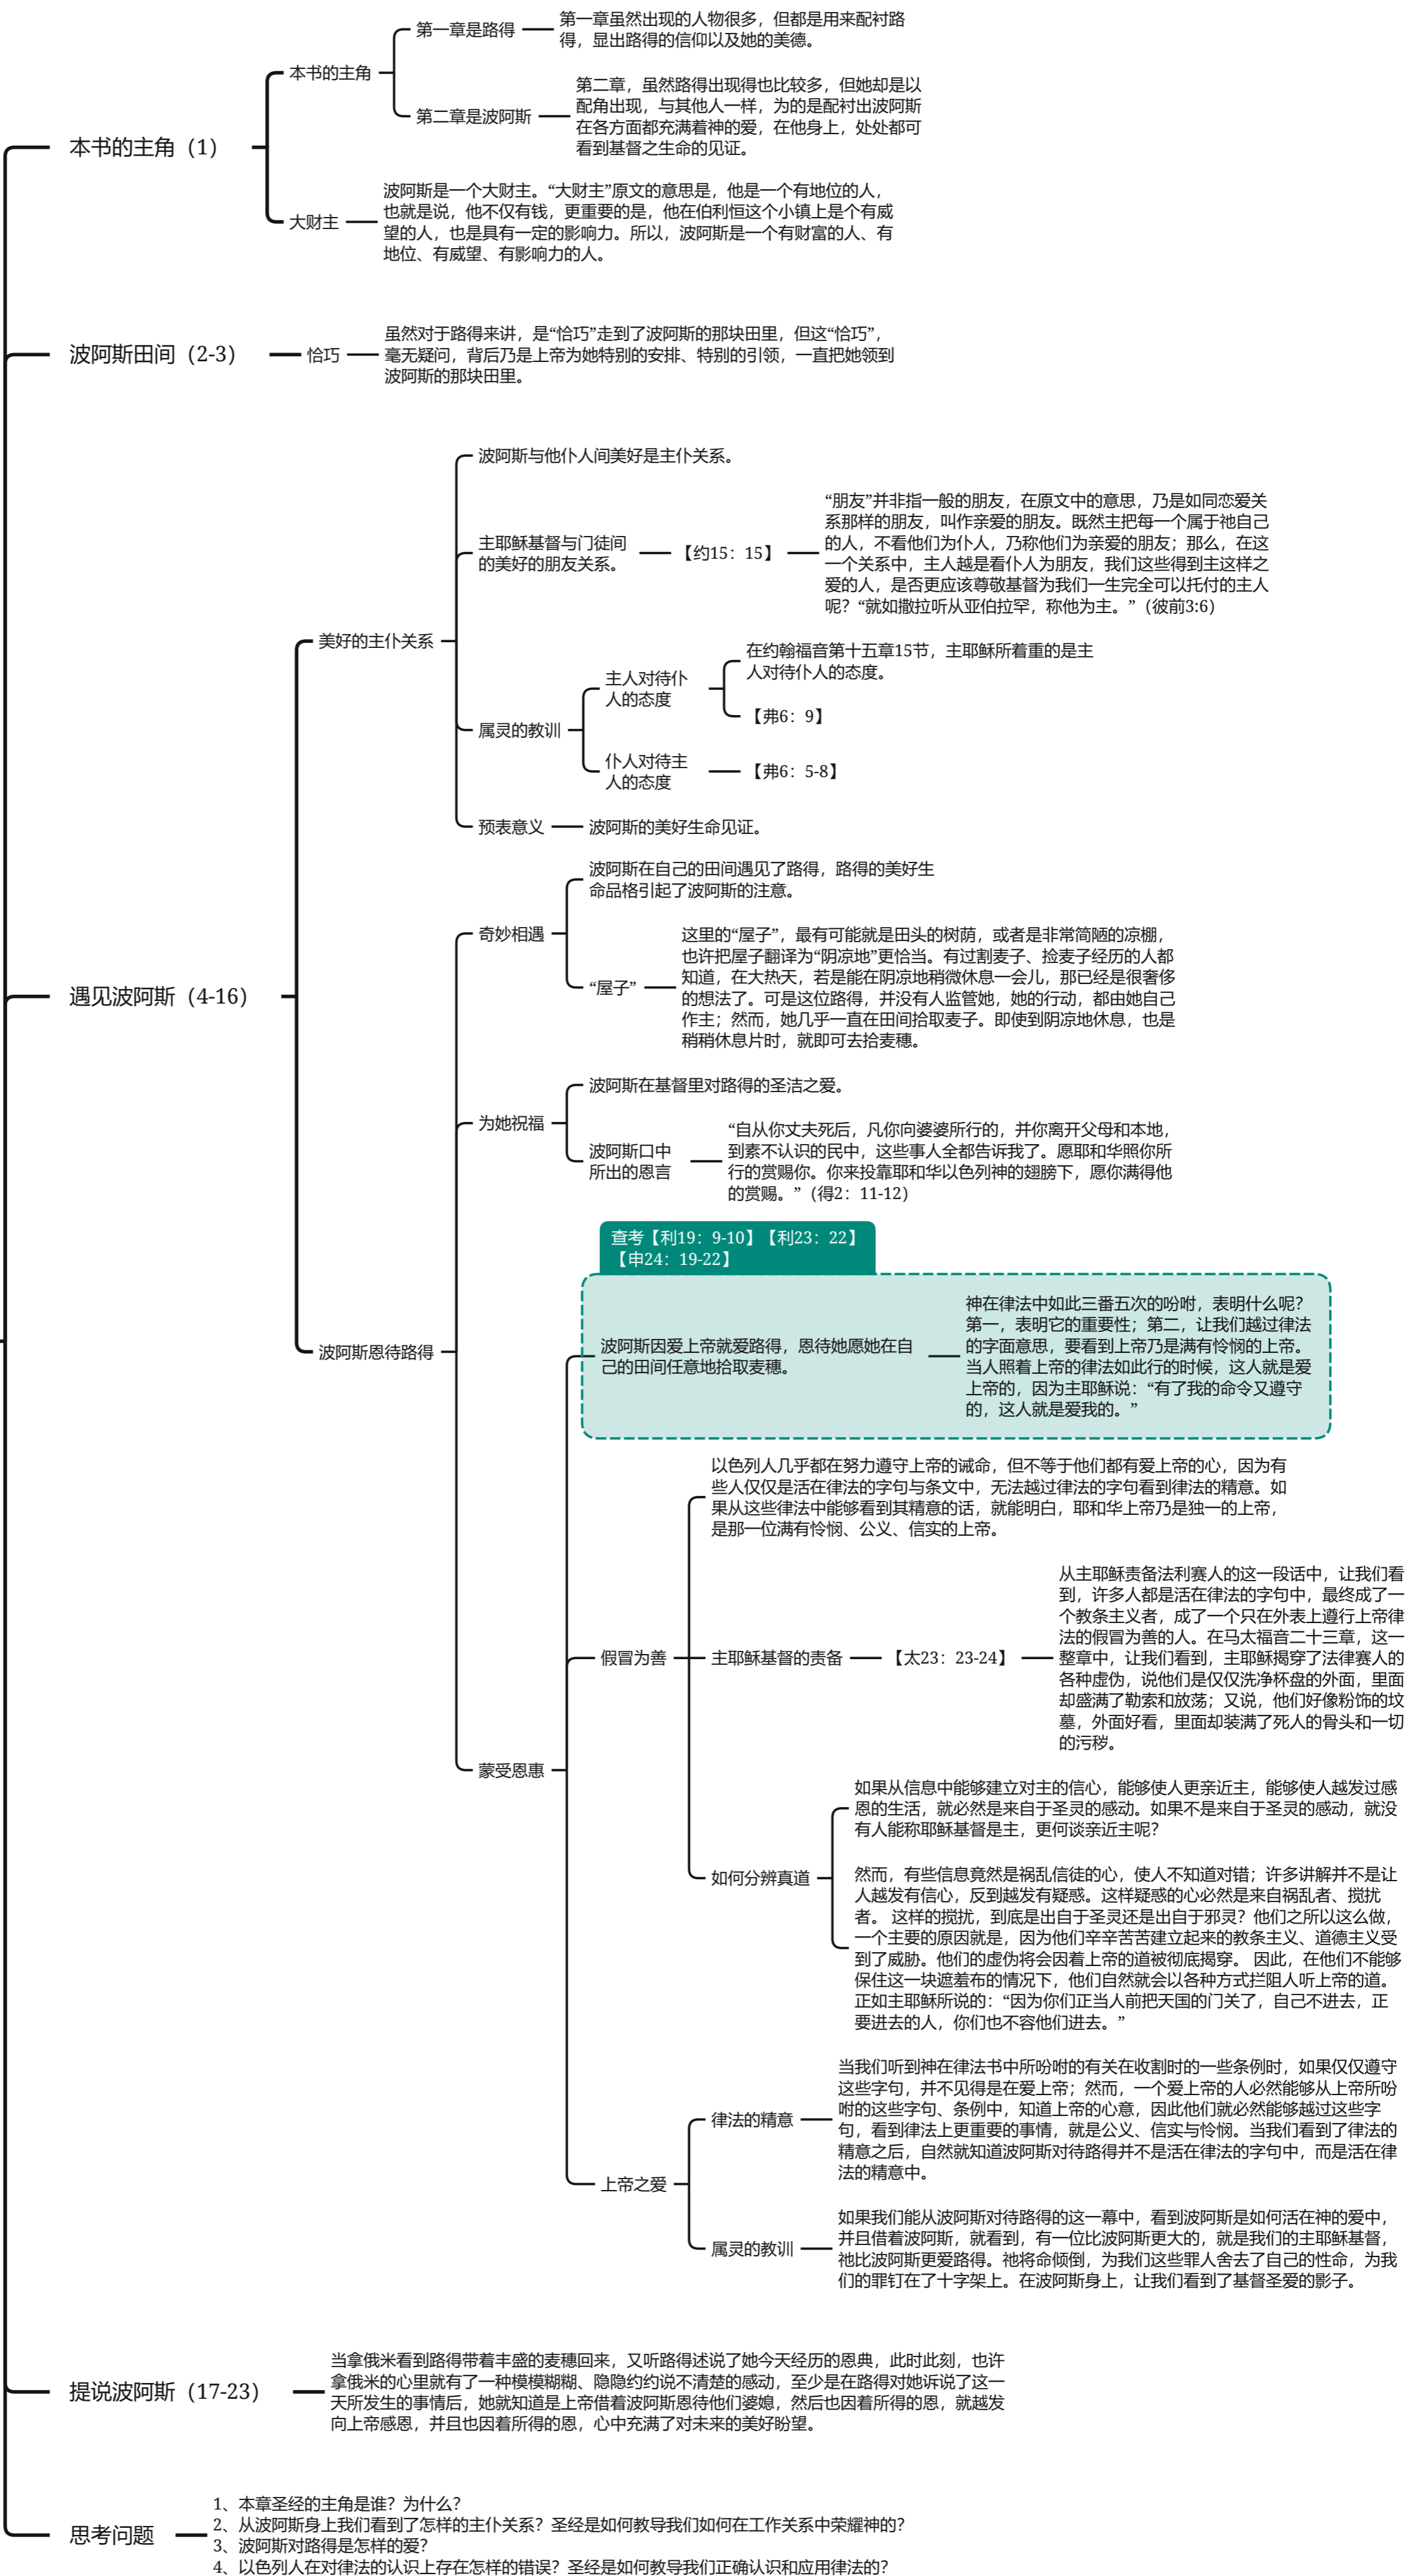 本书的主角（1）
本书的主角
第一章是路得
第一章虽然出现的人物很多，但都是用来配衬路
得，显出路得的信仰以及她的美德。
第二章是波阿斯
第二章，虽然路得出现得也比较多，但她却是以
配角出现，与其他人一样，为的是配衬出波阿斯
在各方面都充满着神的爱，在他身上，处处都可
看到基督之生命的见证。
大财主
波阿斯是一个大财主。“大财主”原文的意思是，他是一个有地位的人，
也就是说，他不仅有钱，更重要的是，他在伯利恒这个小镇上是个有威
望的人，也是具有一定的影响力。所以，波阿斯是一个有财富的人、有
地位、有威望、有影响力的人。
波阿斯田间（2-3）
恰巧
虽然对于路得来讲，是“恰巧”走到了波阿斯的那块田里，但这“恰巧”，
毫无疑问，背后乃是上帝为她特别的安排、特别的引领，一直把她领到
波阿斯的那块田里。
遇见波阿斯（4-16）
美好的主仆关系
波阿斯与他仆人间美好是主仆关系。
主耶稣基督与门徒间
的美好的朋友关系。
【约15：15】
“朋友”并非指一般的朋友，在原文中的意思，乃是如同恋爱关
系那样的朋友，叫作亲爱的朋友。既然主把每一个属于祂自己
的人，不看他们为仆人，乃称他们为亲爱的朋友；那么，在这
一个关系中，主人越是看仆人为朋友，我们这些得到主这样之
爱的人，是否更应该尊敬基督为我们一生完全可以托付的主人
呢？“就如撒拉听从亚伯拉罕，称他为主。”（彼前3:6）
属灵的教训
主人对待仆
人的态度
在约翰福音第十五章15节，主耶稣所着重的是主
人对待仆人的态度。
【弗6：9】
仆人对待主
人的态度
【弗6：5-8】
预表意义
波阿斯的美好生命见证。
波阿斯恩待路得
奇妙相遇
波阿斯在自己的田间遇见了路得，路得的美好生
命品格引起了波阿斯的注意。
“屋子”
这里的“屋子”，最有可能就是田头的树荫，或者是非常简陋的凉棚，
也许把屋子翻译为“阴凉地”更恰当。有过割麦子、捡麦子经历的人都
知道，在大热天，若是能在阴凉地稍微休息一会儿，那已经是很奢侈
的想法了。可是这位路得，并没有人监管她，她的行动，都由她自己
作主；然而，她几乎一直在田间拾取麦子。即使到阴凉地休息，也是
稍稍休息片时，就即可去拾麦穗。
为她祝福
波阿斯在基督里对路得的圣洁之爱。
波阿斯口中
所出的恩言
“自从你丈夫死后，凡你向婆婆所行的，并你离开父母和本地，
到素不认识的民中，这些事人全都告诉我了。愿耶和华照你所
行的赏赐你。你来投靠耶和华以色列神的翅膀下，愿你满得他
的赏赐。”（得2：11-12）
蒙受恩惠
查考【利19：9-10】【利23：22】
【申24：19-22】
波阿斯因爱上帝就爱路得，恩待她愿她在自
己的田间任意地拾取麦穗。
神在律法中如此三番五次的吩咐，表明什么呢？
第一，表明它的重要性；第二，让我们越过律法
的字面意思，要看到上帝乃是满有怜悯的上帝。
当人照着上帝的律法如此行的时候，这人就是爱
上帝的，因为主耶稣说：“有了我的命令又遵守
的，这人就是爱我的。”
假冒为善
以色列人几乎都在努力遵守上帝的诫命，但不等于他们都有爱上帝的心，因为有
些人仅仅是活在律法的字句与条文中，无法越过律法的字句看到律法的精意。如
果从这些律法中能够看到其精意的话，就能明白，耶和华上帝乃是独一的上帝，
是那一位满有怜悯、公义、信实的上帝。
主耶稣基督的责备
【太23：23-24】
从主耶稣责备法利赛人的这一段话中，让我们看
到，许多人都是活在律法的字句中，最终成了一
个教条主义者，成了一个只在外表上遵行上帝律
法的假冒为善的人。在马太福音二十三章，这一
整章中，让我们看到，主耶稣揭穿了法律赛人的
各种虚伪，说他们是仅仅洗净杯盘的外面，里面
却盛满了勒索和放荡；又说，他们好像粉饰的坟
墓，外面好看，里面却装满了死人的骨头和一切
的污秽。
如何分辨真道
如果从信息中能够建立对主的信心，能够使人更亲近主，能够使人越发过感
恩的生活，就必然是来自于圣灵的感动。如果不是来自于圣灵的感动，就没
有人能称耶稣基督是主，更何谈亲近主呢？
然而，有些信息竟然是祸乱信徒的心，使人不知道对错；许多讲解并不是让
人越发有信心，反到越发有疑惑。这样疑惑的心必然是来自祸乱者、搅扰
者。 这样的搅扰，到底是出自于圣灵还是出自于邪灵？他们之所以这么做，
一个主要的原因就是，因为他们辛辛苦苦建立起来的教条主义、道德主义受
到了威胁。他们的虚伪将会因着上帝的道被彻底揭穿。 因此，在他们不能够
保住这一块遮羞布的情况下，他们自然就会以各种方式拦阻人听上帝的道。
正如主耶稣所说的：“因为你们正当人前把天国的门关了，自己不进去，正
要进去的人，你们也不容他们进去。”
上帝之爱
律法的精意
当我们听到神在律法书中所吩咐的有关在收割时的一些条例时，如果仅仅遵守
这些字句，并不见得是在爱上帝；然而，一个爱上帝的人必然能够从上帝所吩
咐的这些字句、条例中，知道上帝的心意，因此他们就必然能够越过这些字
句，看到律法上更重要的事情，就是公义、信实与怜悯。当我们看到了律法的
精意之后，自然就知道波阿斯对待路得并不是活在律法的字句中，而是活在律
法的精意中。
属灵的教训
如果我们能从波阿斯对待路得的这一幕中，看到波阿斯是如何活在神的爱中，
并且借着波阿斯，就看到，有一位比波阿斯更大的，就是我们的主耶稣基督，
祂比波阿斯更爱路得。祂将命倾倒，为我们这些罪人舍去了自己的性命，为我
们的罪钉在了十字架上。在波阿斯身上，让我们看到了基督圣爱的影子。
提说波阿斯（17-23）
当拿俄米看到路得带着丰盛的麦穗回来，又听路得述说了她今天经历的恩典，此时此刻，也许
拿俄米的心里就有了一种模模糊糊、隐隐约约说不清楚的感动，至少是在路得对她诉说了这一
天所发生的事情后，她就知道是上帝借着波阿斯恩待他们婆媳，然后也因着所得的恩，就越发
向上帝感恩，并且也因着所得的恩，心中充满了对未来的美好盼望。
思考问题
1、本章圣经的主角是谁？为什么？
2、从波阿斯身上我们看到了怎样的主仆关系？圣经是如何教导我们如何在工作关系中荣耀神的？
3、波阿斯对路得是怎样的爱？
4、以色列人在对律法的认识上存在怎样的错误？圣经是如何教导我们正确认识和应用律法的？